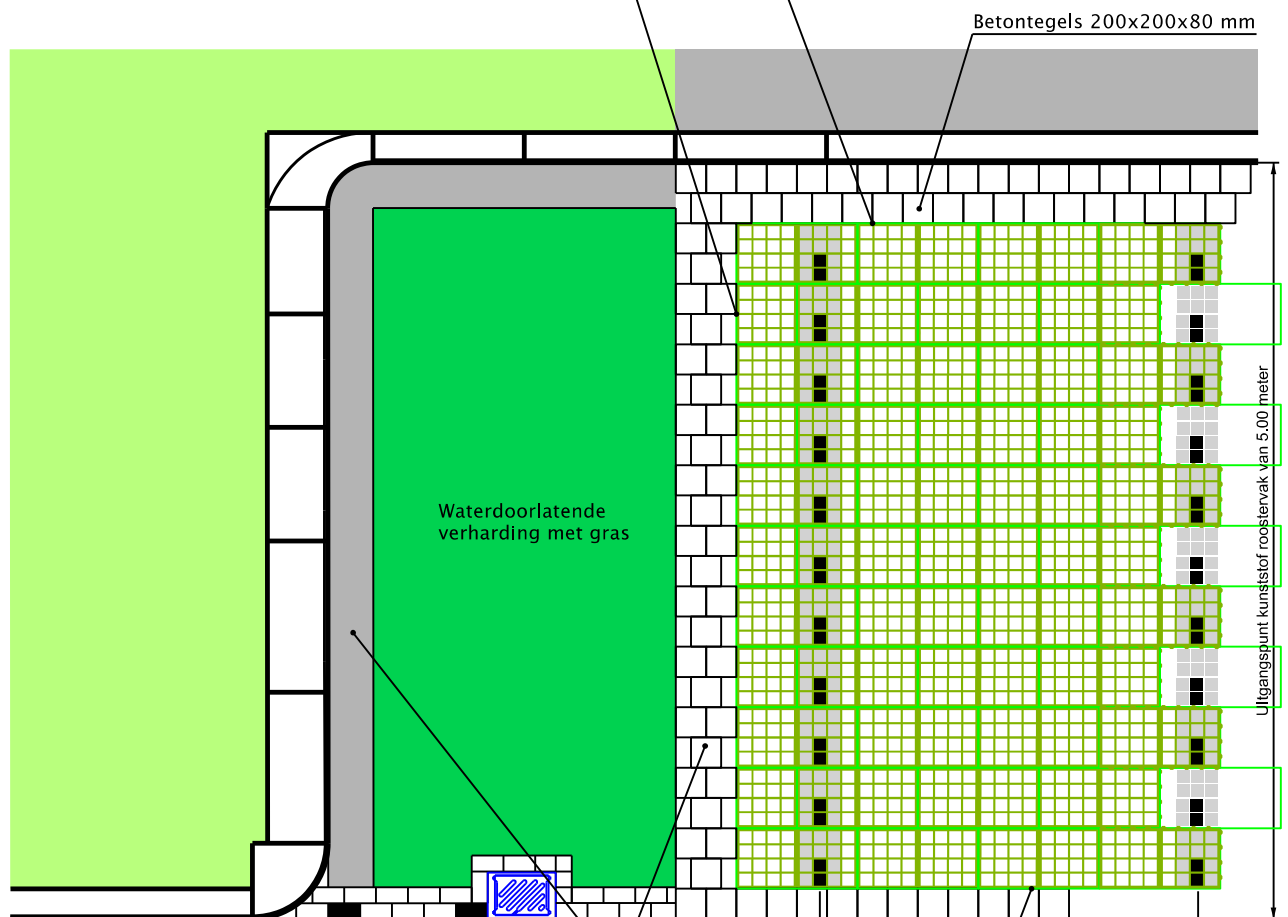 Betontegels 200x200x80 mm
Waterdoorlatende
verharding met gras
Uitgangspunt kunststof roostervak van 5.00 meter